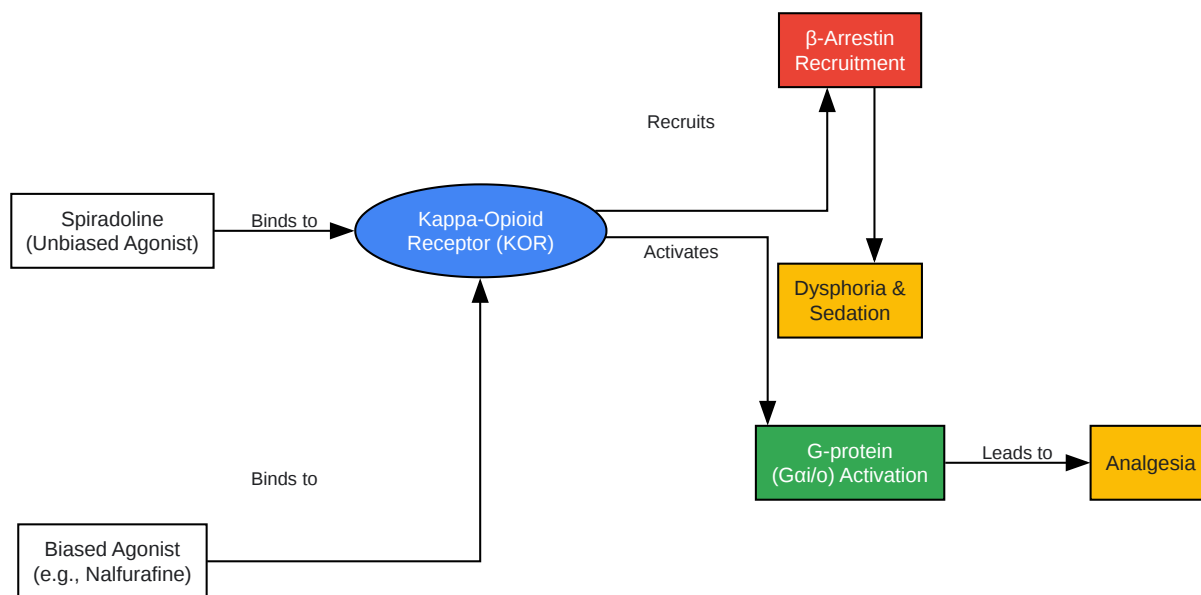 β-Arrestin
Recruitment
Recruits
Spiradoline
(Unbiased Agonist)
Binds to
Kappa-Opioid
Receptor (KOR)
Activates
Dysphoria &
Sedation
G-protein
(Gαi/o) Activation
Leads to
Analgesia
Binds to
Biased Agonist
(e.g., Nalfurafine)